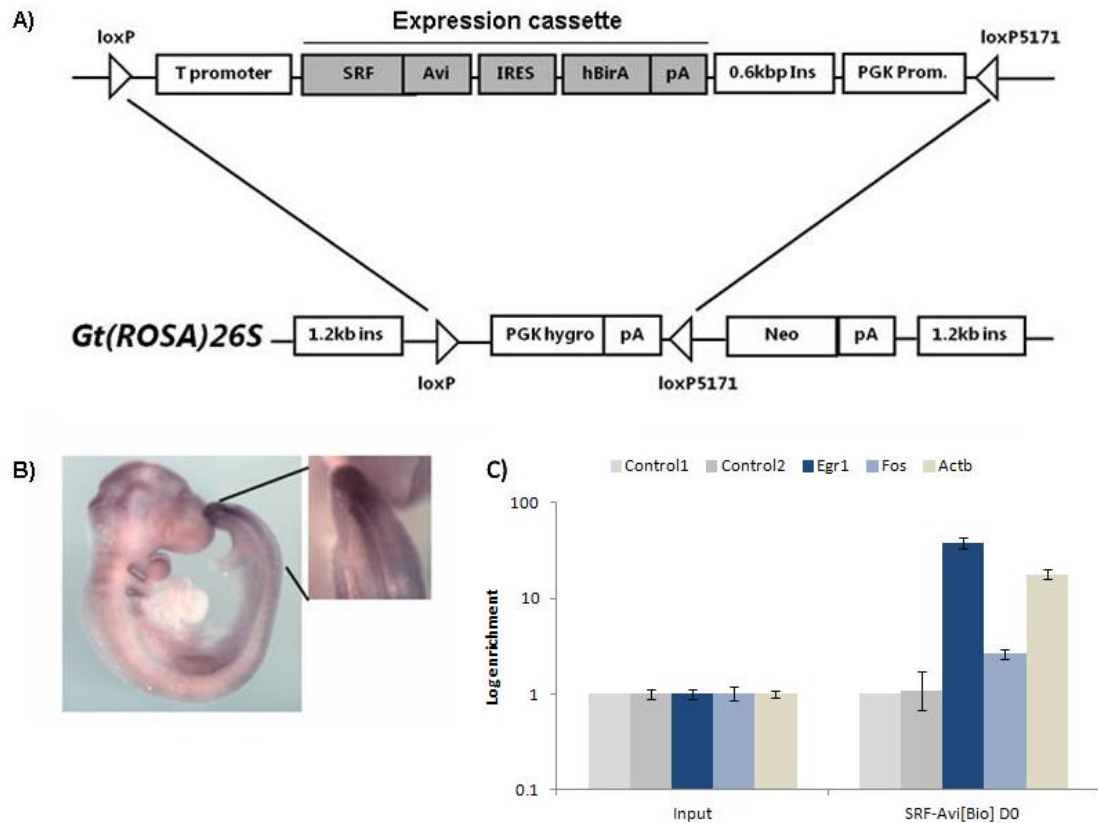 A)
Expression cassette
loxP
loxP5171
T promoter
SRF
Avi
IRES
hBirA
pA
0.6kbp Ins
PGK Prom.
Gt(ROSA)26S
1.2kb ins
PGK hygro
pA
Neo
pA
1.2kb ins
loxP
loxP5171
B)
C)
Control1
Control2
Egr1
Fos
Actb
100
10
1
0.1
Log enrichment
Input
SRF-Avi[Bio] D0